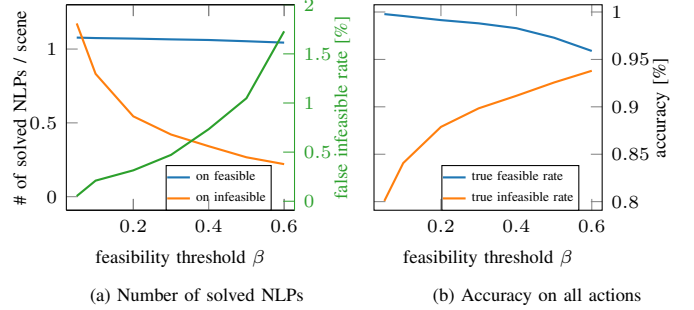 # of solved NLPs / scene
1
0.5
0
on feasible
on infeasible
0.2
0.4
0.6
feasibility threshold β
2
1.5
1
0.5
0
false infeasible rate [%]
(a) Number of solved NLPs
true feasible rate
true infeasible rate
0.2
0.4
0.6
feasibility threshold β
1
0.95
0.9
0.85
0.8
accuracy [%]
(b) Accuracy on all actions